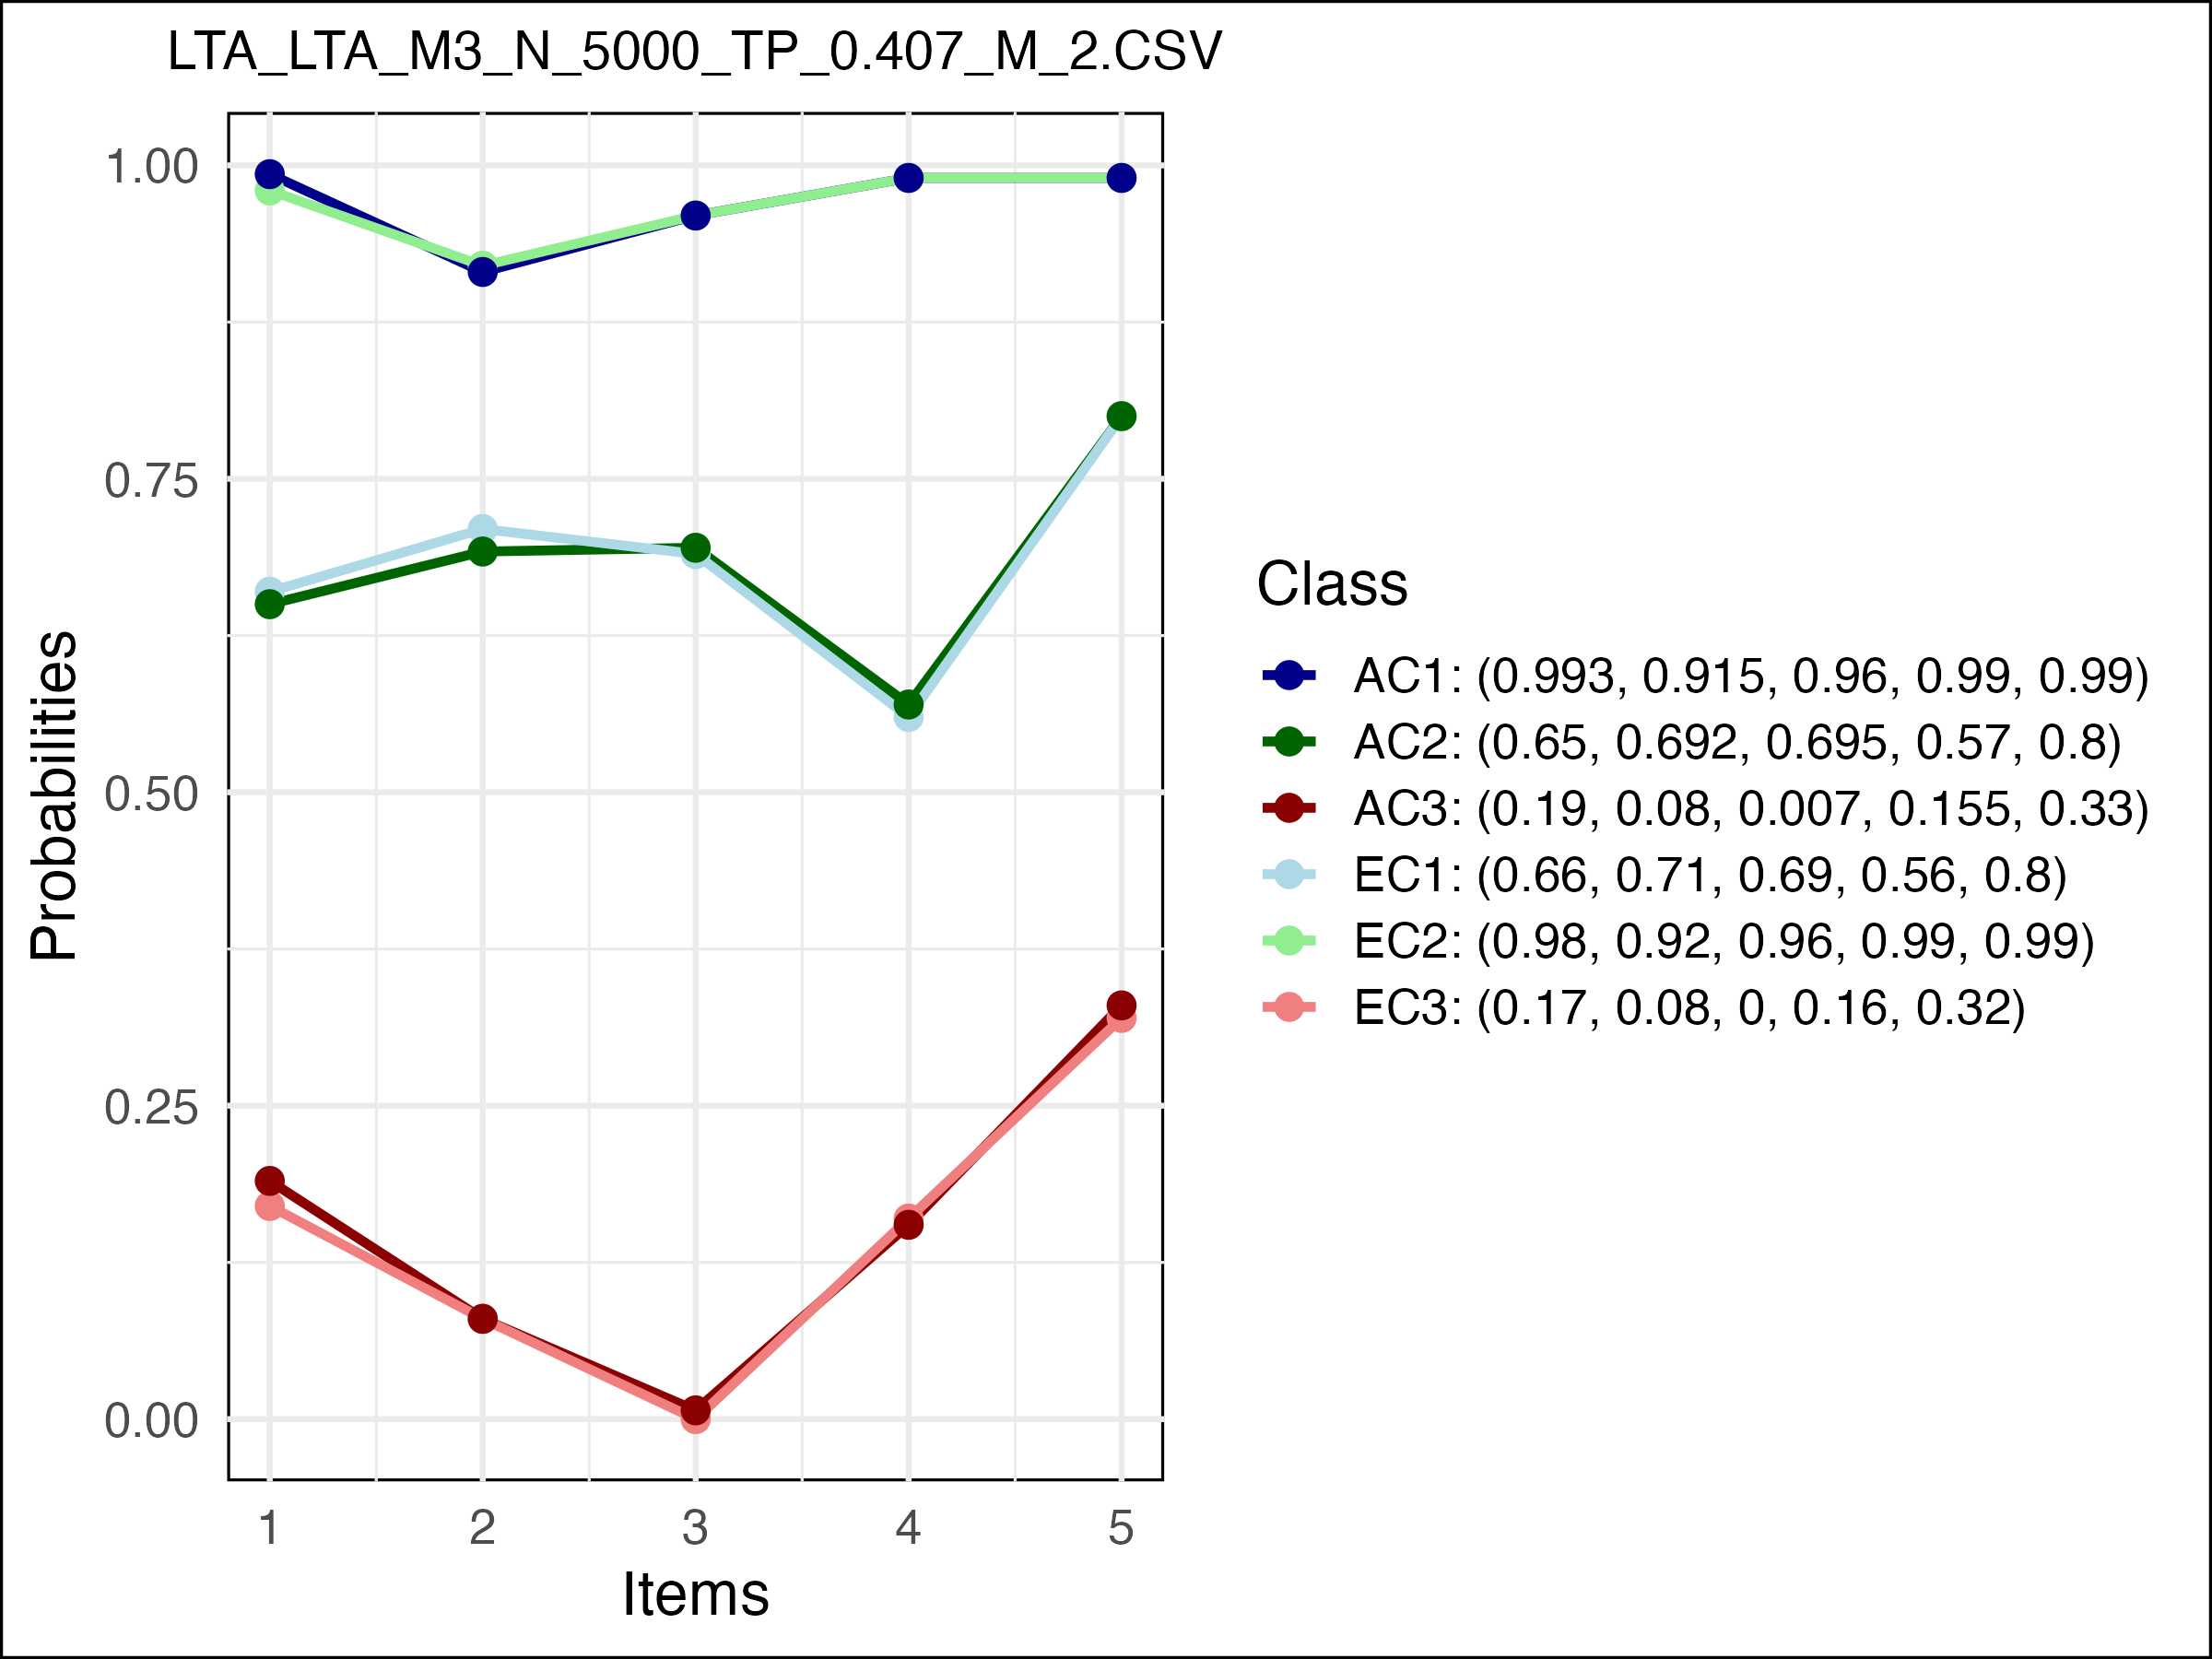 LTA_LTA_M3_N_5000_TP_0.407_M_2.CSV
1.00
0.75
0.50
0.25
0.00
Probabilities
1 2 3 4 5
Items
Class
AC1: (0.993, 0.915, 0.96, 0.99, 0.99)
AC2: (0.65, 0.692, 0.695, 0.57, 0.8)
AC3: (0.19, 0.08, 0.007, 0.155, 0.33)
EC1: (0.66, 0.71, 0.69, 0.56, 0.8)
EC2: (0.98, 0.92, 0.96, 0.99, 0.99)
EC3: (0.17, 0.08, 0, 0.16, 0.32)